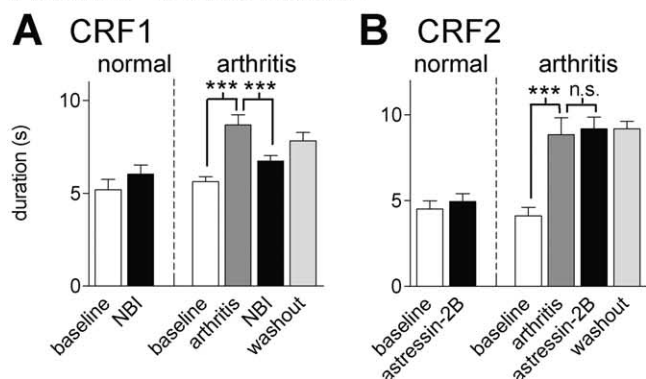 A CRF1
normal arthritis
*** ***
duration (s)
10
5
0
baseline
NBI
baseline
arthritis
NBI
washout
B CRF2
normal arthritis
*** n.s.
10
5
0
baseline
astressin-2B
baseline
arthritis
astressin-2B
washout